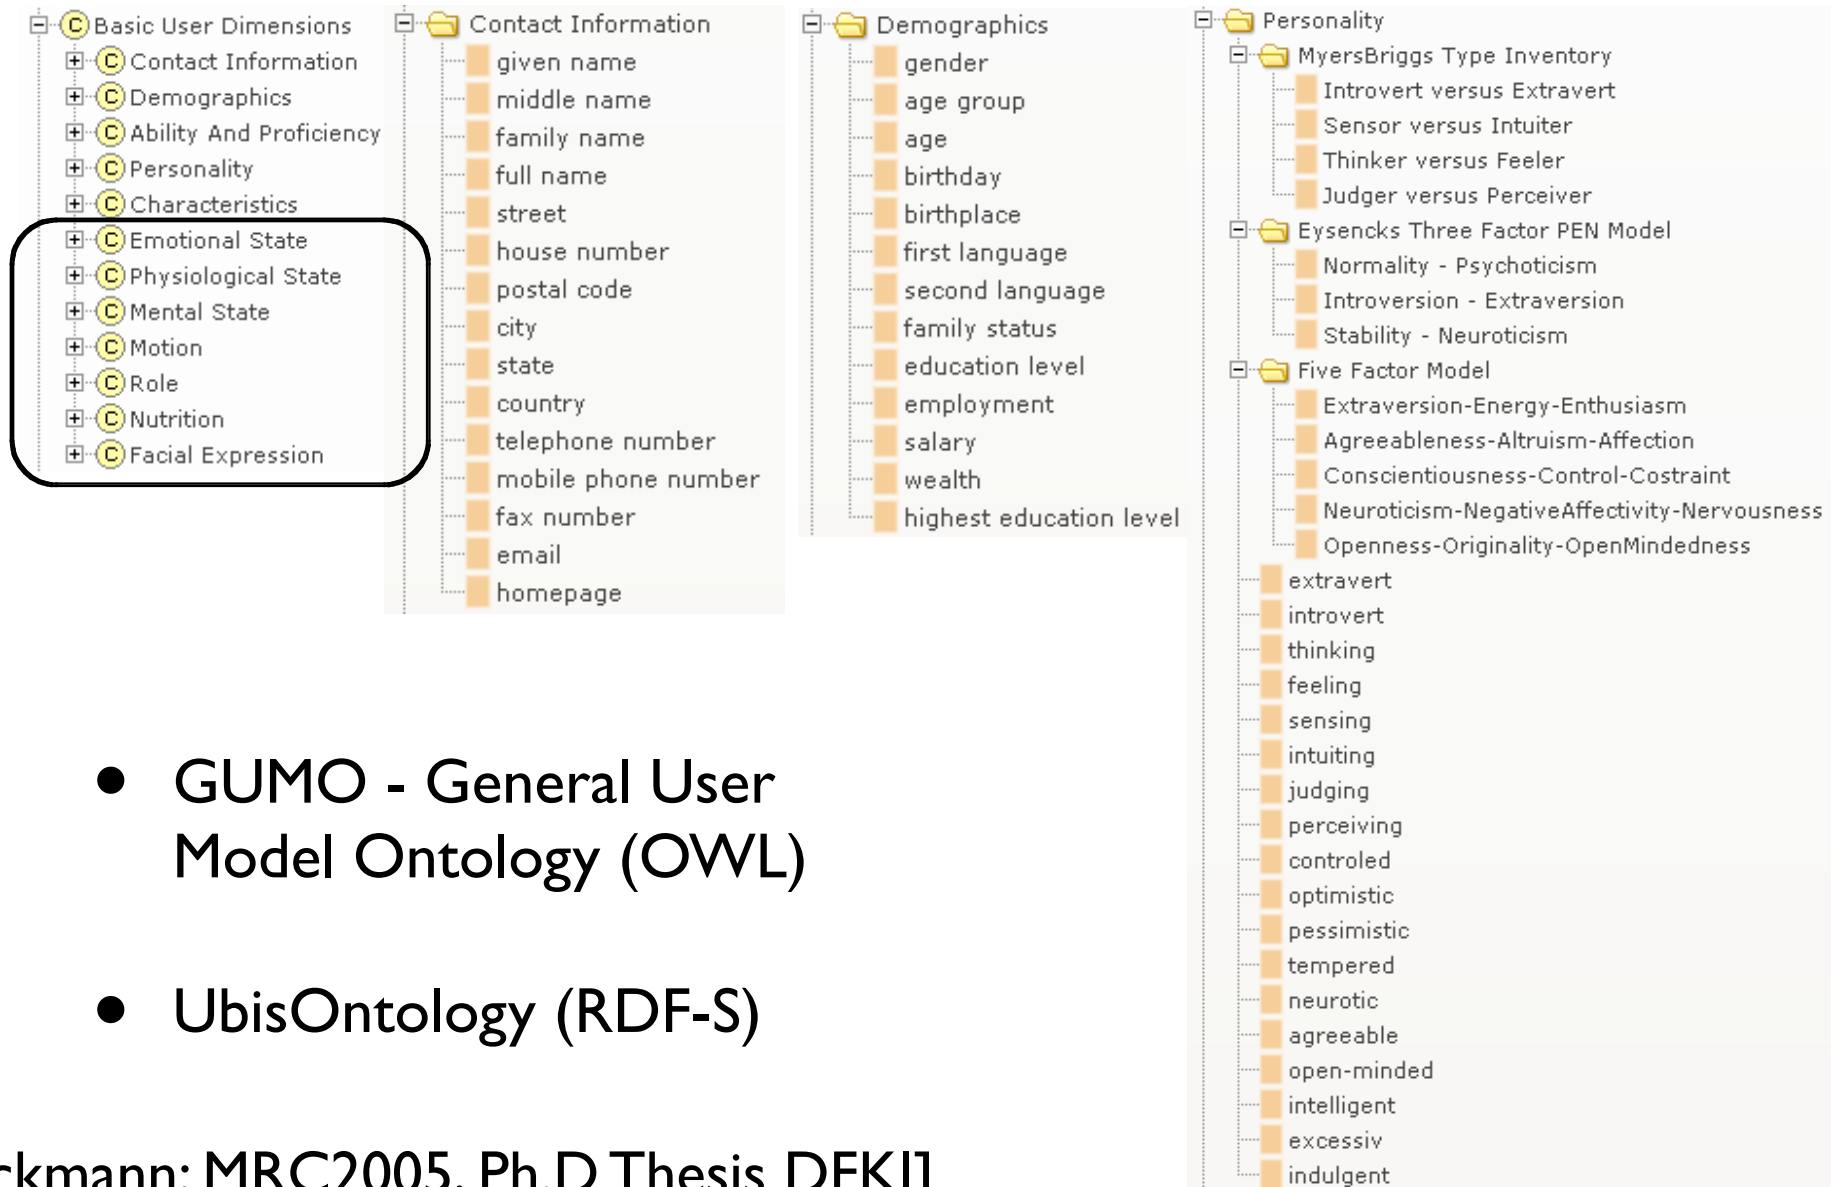 Basic User Dimensions
Contact Information
Demographics
Ability And Proficiency
Personality
Characteristics
Emotional State
Physiological State
Mental State
Motion
Role
Nutrition
Facial Expression
Contact Information
given name
middle name
family name
full name
street
house number
postal code
city
state
country
telephone number
mobile phone number
fax number
email
homepage
Demographics
gender
age group
age
birthday
birthplace
first language
second language
family status
education level
employment
salary
wealth
highest education level
Personality
MyersBriggs Type Inventory
Introvert versus Extravert
Sensor versus Intuiter
Thinker versus Feeler
Judger versus Perceiver
Eysencks Three Factor PEN Model
Normality - Psychoticism
Introversion - Extraversion
Stability - Neuroticism
Five Factor Model
Extraversion-Energy-Enthusiasm
Agreeableness-Altruism-Affection
Conscientiousness-Control-Costraint
Neuroticism-NegativeAffectivity-Nervousness
Openness-Originality-OpenMindedness
extravert
introvert
thinking
feeling
sensing
intuiting
judging
perceiving
controled
optimistic
pessimistic
tempered
neurotic
agreeable
open-minded
intelligent
excessiv
indulgent
• GUMO - General User
Model Ontology (OWL)
• UbisOntology (RDF-S)
ckmann: MRC2005, Ph.D Thesis DFKI]